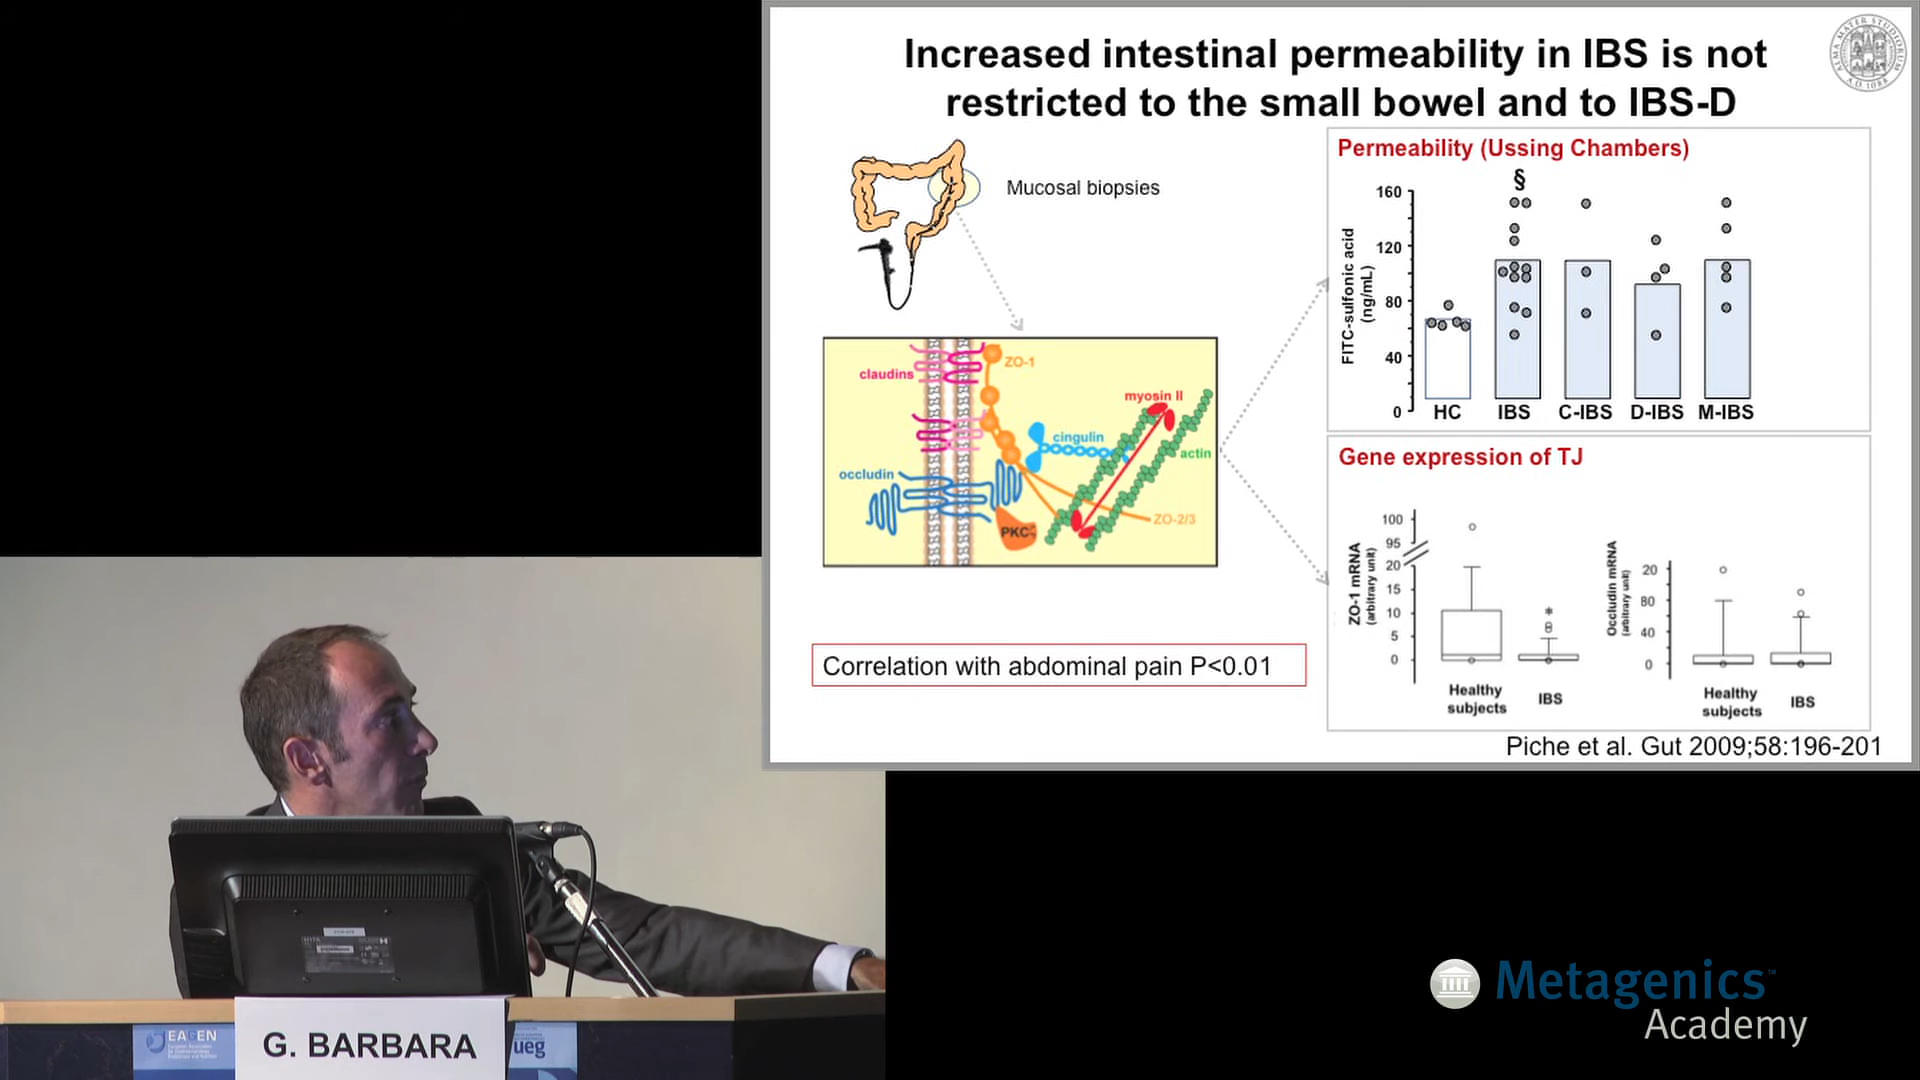 Increased intestinal permeability in IBS is not
restricted to the small bowel and to IBS-D
Mucosal biopsies
claudins
ZO-1
myosin II
cingulin
actin
occludin
PKC
ZO-2/3
Correlation with abdominal pain P<0.01
Permeability (Ussing Chambers)
§
FITC-sulfonic acid
(ng/mL)
160
120
80
40
0
HC IBS C-IBS D-IBS M-IBS
Gene expression of TJ
ZO-1 mRNA
(arbitrary unit)
100
95
20
15
10
5
0
*
Healthy
subjects
IBS
Occludin mRNA
(arbitrary unit)
20
80
40
0
Healthy
subjects
IBS
Piche et al. Gut 2009;58:196-201
EAGEN
G. BARBARA
ueg
Metagenics™
Academy